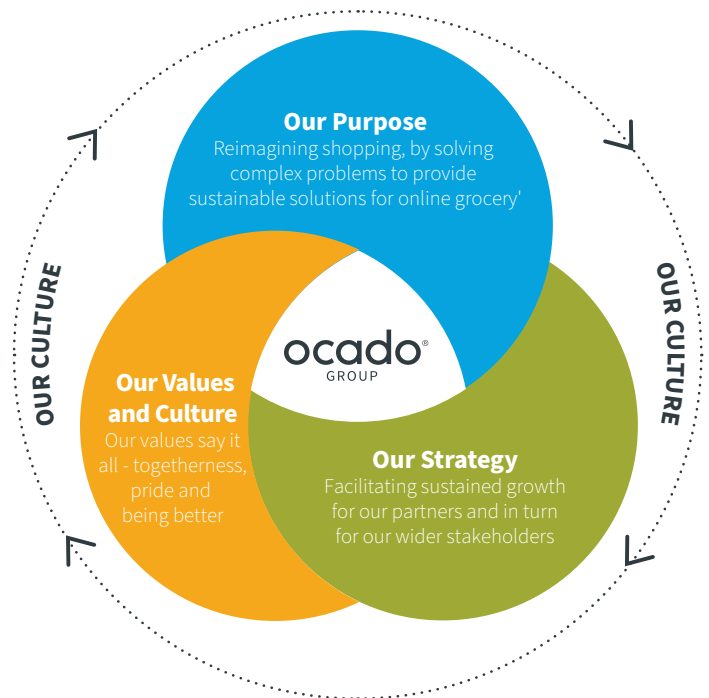 Our Purpose
Reimagining shopping, by solving
complex problems to provide
sustainable solutions for online grocery'
OUR CULTURE
OUR CULTURE
ocado®
GROUP
Our Values
and Culture
Our values say it
all - togetherness,
pride and
being better
Our Strategy
Facilitating sustained growth
for our partners and in turn
for our wider stakeholders